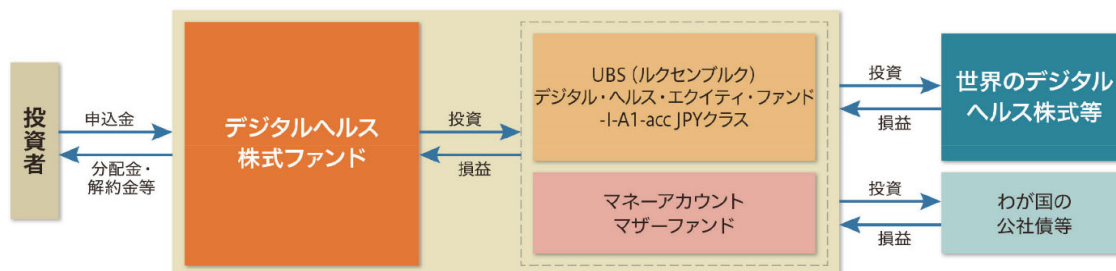 投資者
申込金
分配金・
解約金等
デジタルヘルス
株式ファンド
投資
損益
UBS（ルクセンブルク）
デジタル・ヘルス・エクイティ・ファンド
-I-A1-acc JPYクラス
マネーアカウント
マザーファンド
投資
損益
世界のデジタル
ヘルス株式等
投資
損益
わが国の
公社債等